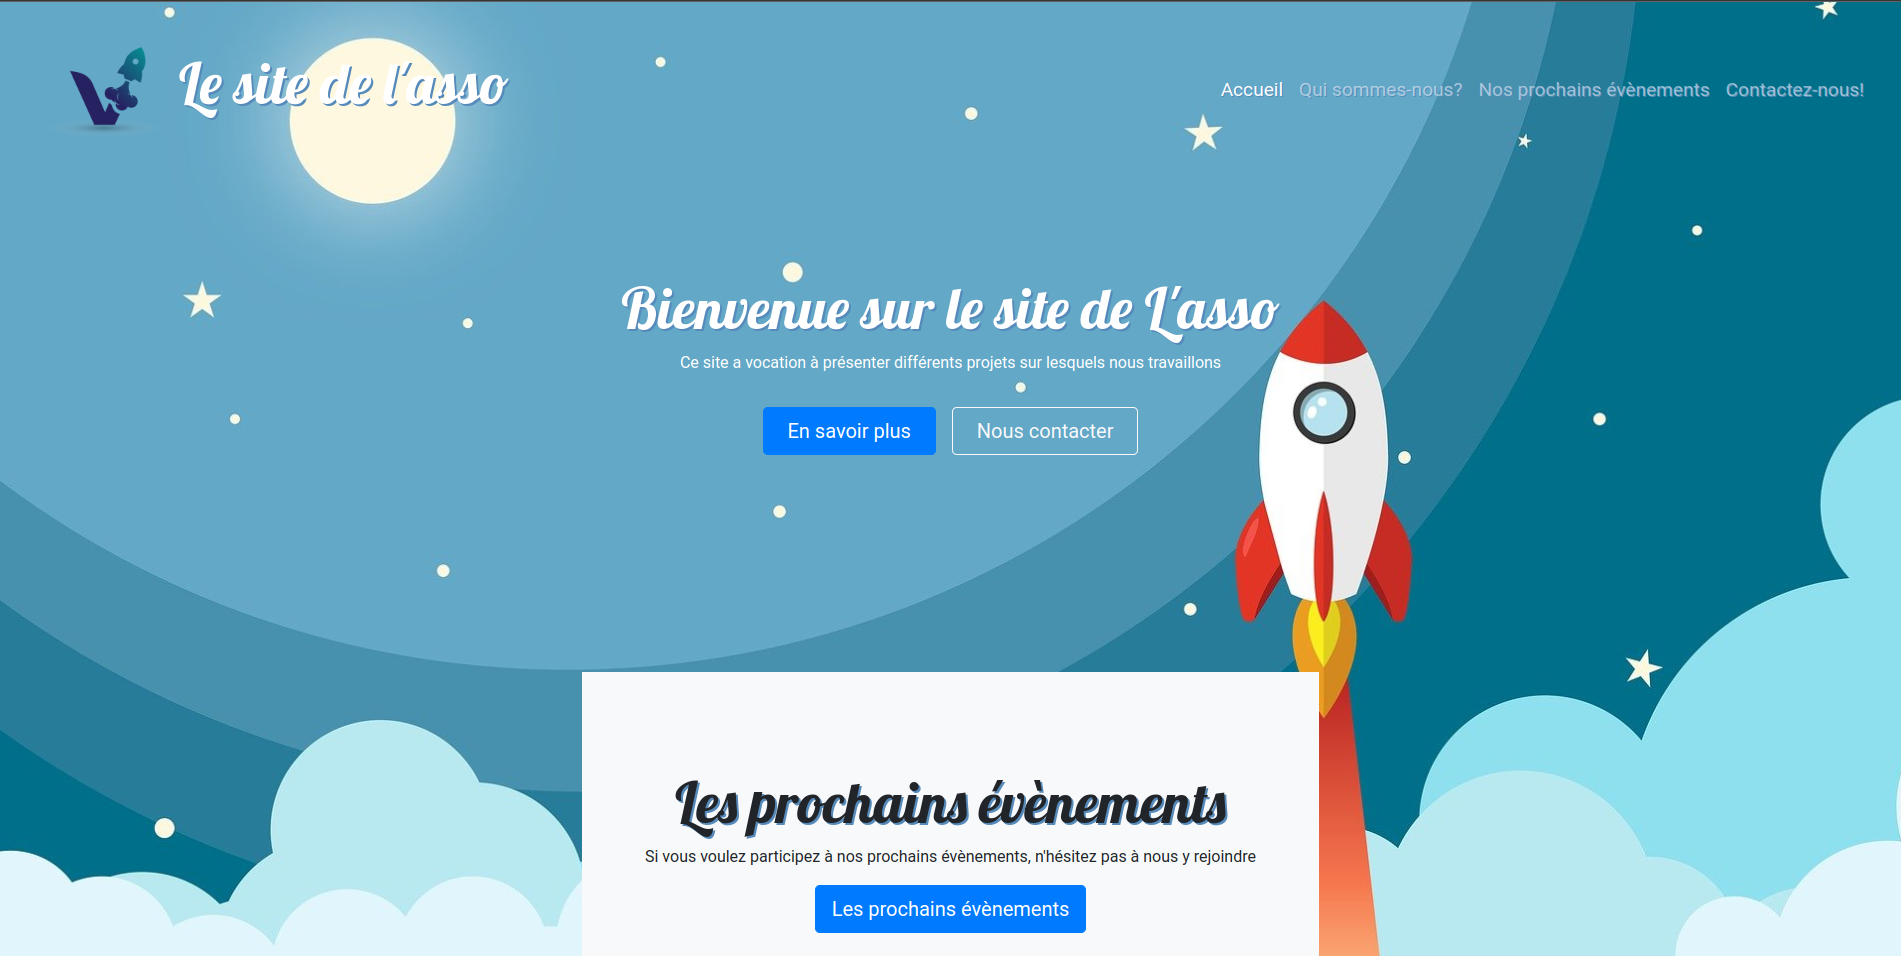 Le site de l'asso
Accueil Qui sommes-nous? Nos prochains évènements Contactez-nous!
Bienvenue sur le site de L'asso
Ce site a vocation à présenter différents projets sur lesquels nous travaillons
En savoir plus Nous contacter
Les prochains évènements
Si vous voulez participez à nos prochains évènements, n'hésitez pas à nous y rejoindre
Les prochains évènements